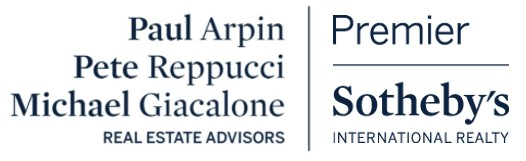 Paul Arpin
Pete Reppucci
Michael Giacalone
REAL ESTATE ADVISORS
Premier
Sotheby's
INTERNATIONAL REALTY